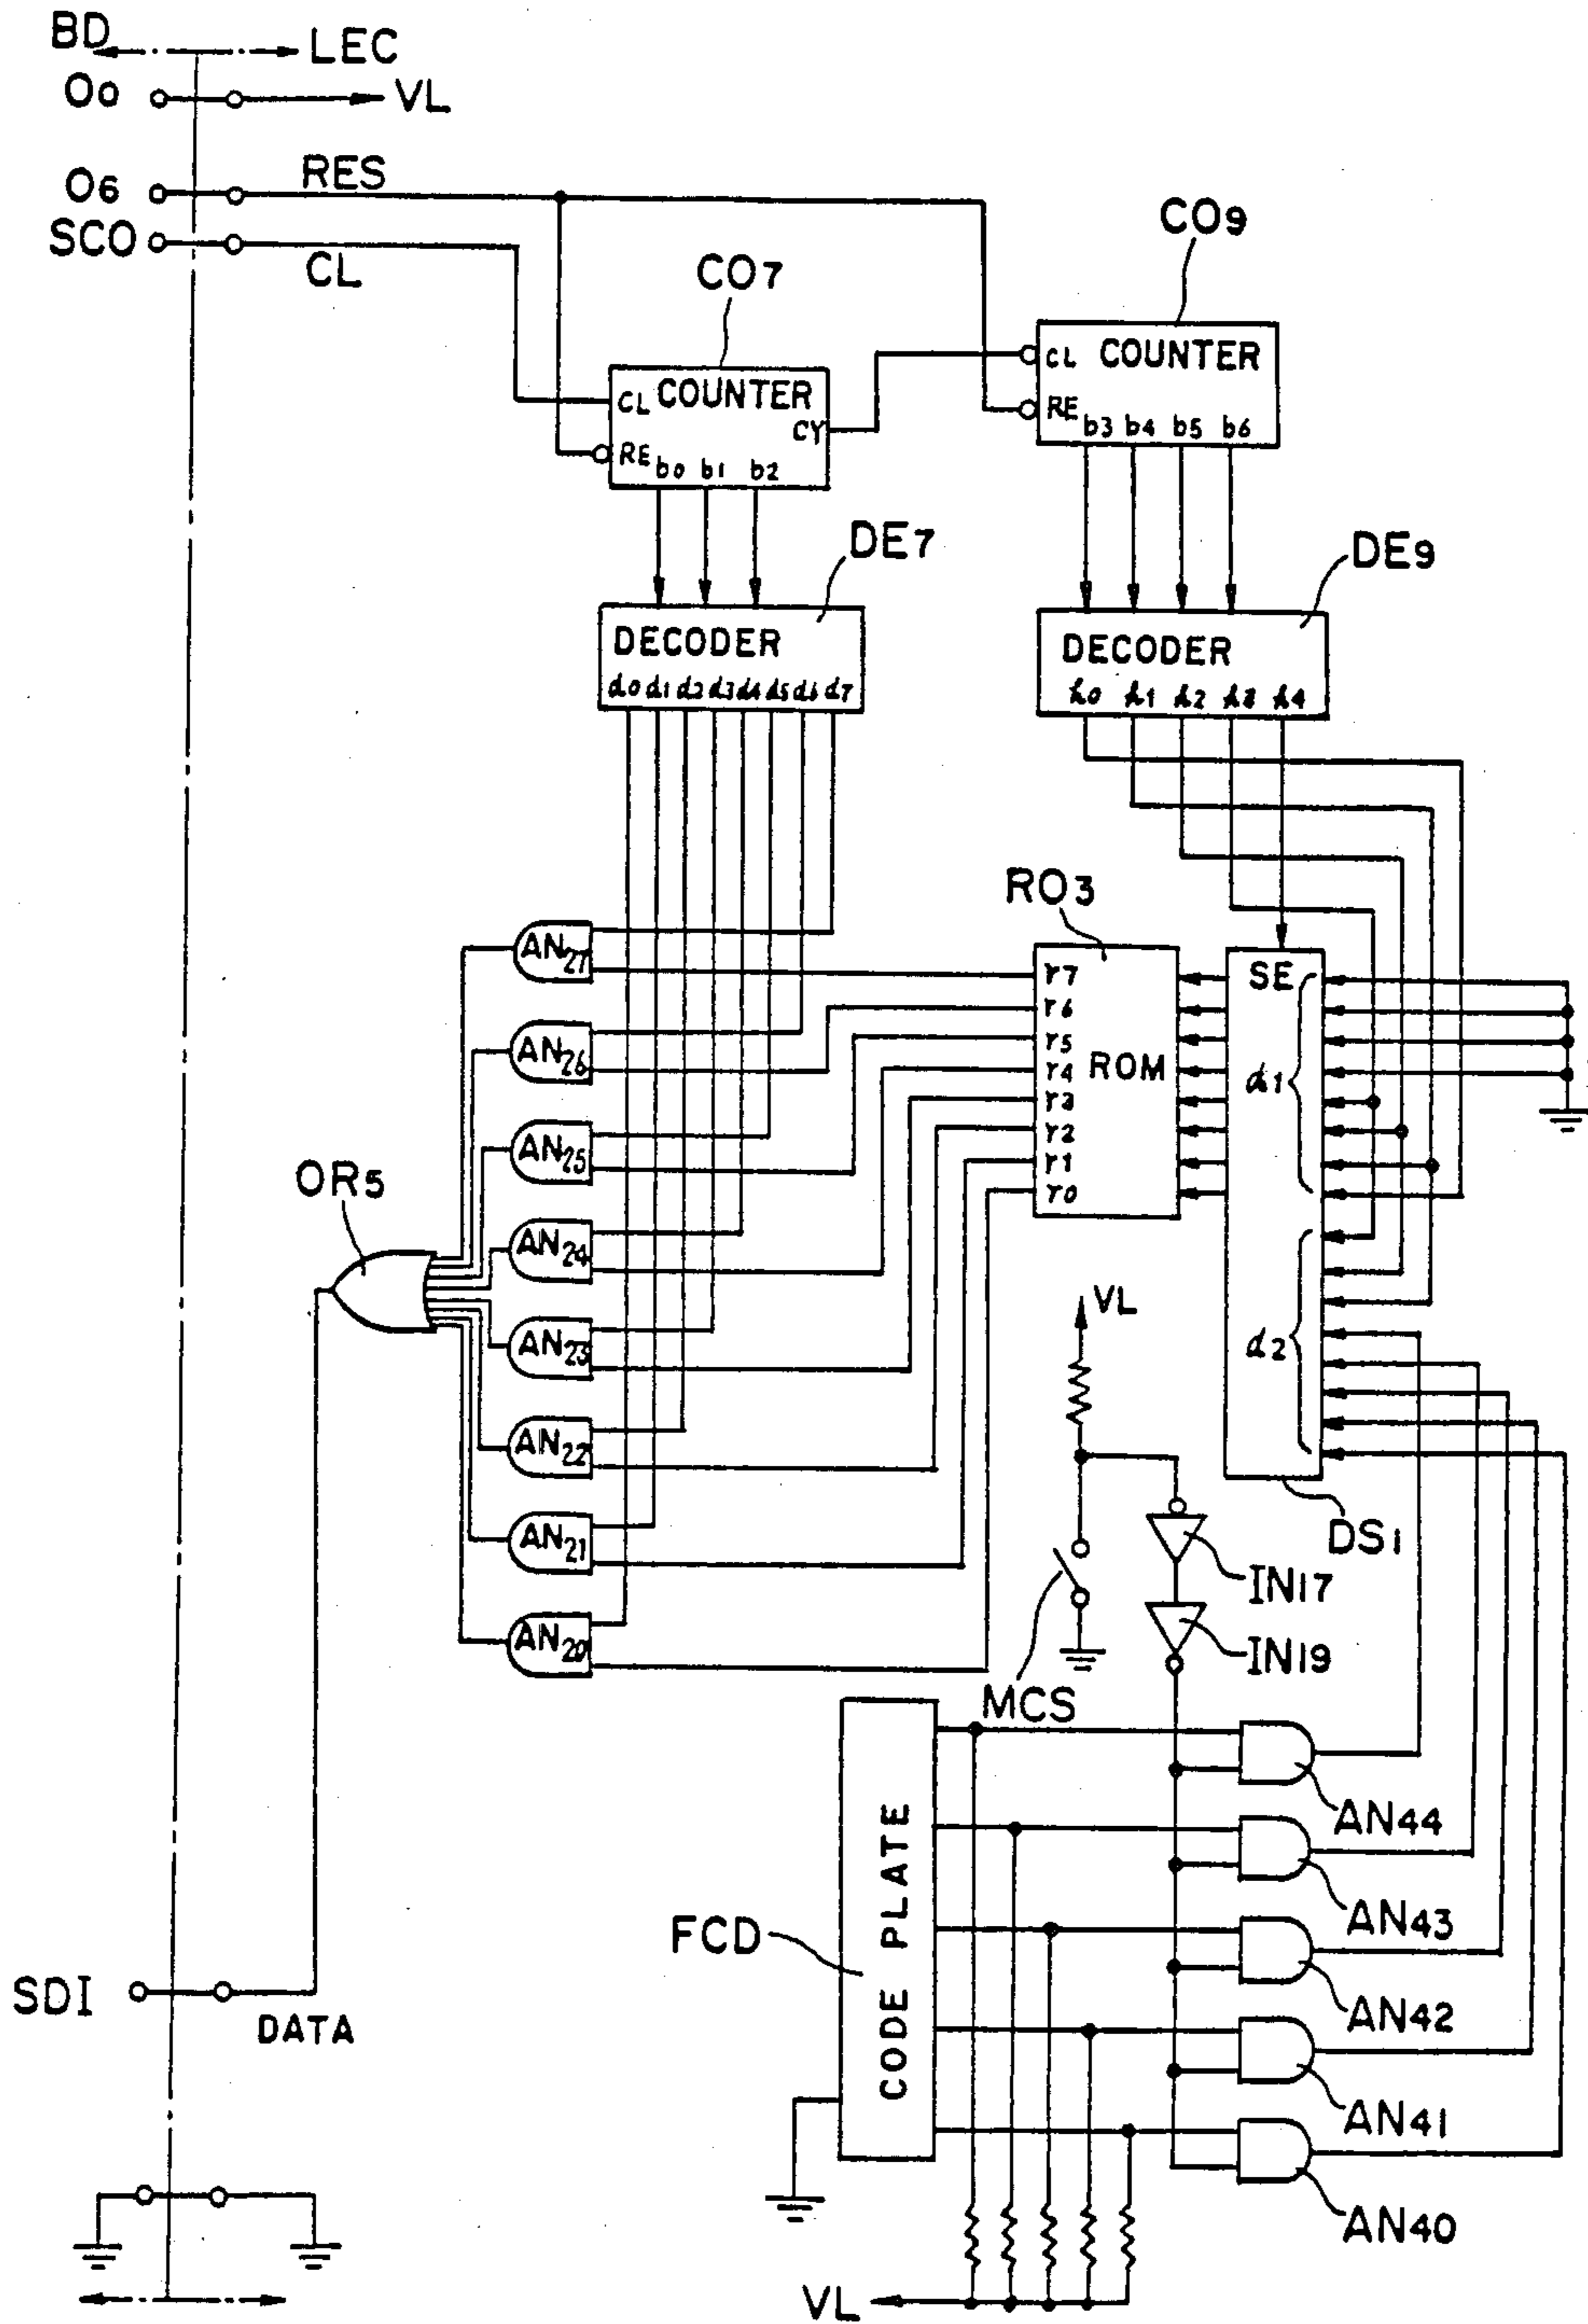 BD
LEC
O0
VL
O6
RES
SCO
CL
CO7
CO9
CL COUNTER
CY
RE
b0 b1 b2
CL COUNTER
RE
b3 b4 b5 b6
DE7
DE9
DECODER
d0 d1 d2 d3 d4 d5 d6 d7
DECODER
h0 h1 h2 h3 h4
RO3
AN27
r7
r6
r5
r4
r3
r2
r1
r0
ROM
SE
d1
AN26
AN25
OR5
AN24
AN23
VL
d2
AN22
DS1
AN21
IN17
AN20
IN19
MCS
AN44
CODE PLATE
AN43
FCD
SDI
DATA
AN42
AN41
AN40
VL